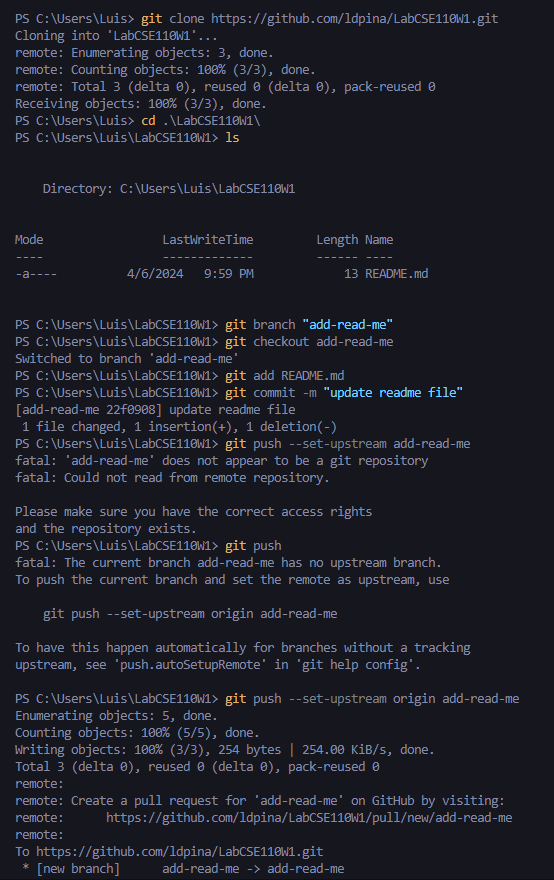 PS C:\Users\Luis> git clone https://github.com/ldpina/LabCSE110W1.git
Cloning into 'LabCSE110W1'...
remote: Enumerating objects: 3, done.
remote: Counting objects: 100% (3/3), done.
remote: Total 3 (delta 0), reused 0 (delta 0), pack-reused 0
Receiving objects: 100% (3/3), done.
PS C:\Users\Luis> cd .\LabCSE110W1\
PS C:\Users\Luis\LabCSE110W1> ls
Directory: C:\Users\Luis\LabCSE110W1
Mode                 LastWriteTime         Length Name
----                 -------------         ------ ----
-a----          4/6/2024   9:59 PM             13 README.md
PS C:\Users\Luis\LabCSE110W1> git branch "add-read-me"
PS C:\Users\Luis\LabCSE110W1> git checkout add-read-me
Switched to branch 'add-read-me'
PS C:\Users\Luis\LabCSE110W1> git add README.md
PS C:\Users\Luis\LabCSE110W1> git commit -m "update readme file"
[add-read-me 22f0908] update readme file
1 file changed, 1 insertion(+), 1 deletion(-)
PS C:\Users\Luis\LabCSE110W1> git push --set-upstream add-read-me
fatal: 'add-read-me' does not appear to be a git repository
fatal: Could not read from remote repository.
Please make sure you have the correct access rights
and the repository exists.
PS C:\Users\Luis\LabCSE110W1> git push
fatal: The current branch add-read-me has no upstream branch.
To push the current branch and set the remote as upstream, use
git push --set-upstream origin add-read-me
To have this happen automatically for branches without a tracking
upstream, see 'push.autoSetupRemote' in 'git help config'.
PS C:\Users\Luis\LabCSE110W1> git push --set-upstream origin add-read-me
Enumerating objects: 5, done.
Counting objects: 100% (5/5), done.
Writing objects: 100% (3/3), 254 bytes | 254.00 KiB/s, done.
Total 3 (delta 0), reused 0 (delta 0), pack-reused 0
remote:
remote: Create a pull request for 'add-read-me' on GitHub by visiting:
remote:      https://github.com/ldpina/LabCSE110W1/pull/new/add-read-me
remote:
To https://github.com/ldpina/LabCSE110W1.git
* [new branch]      add-read-me -> add-read-me